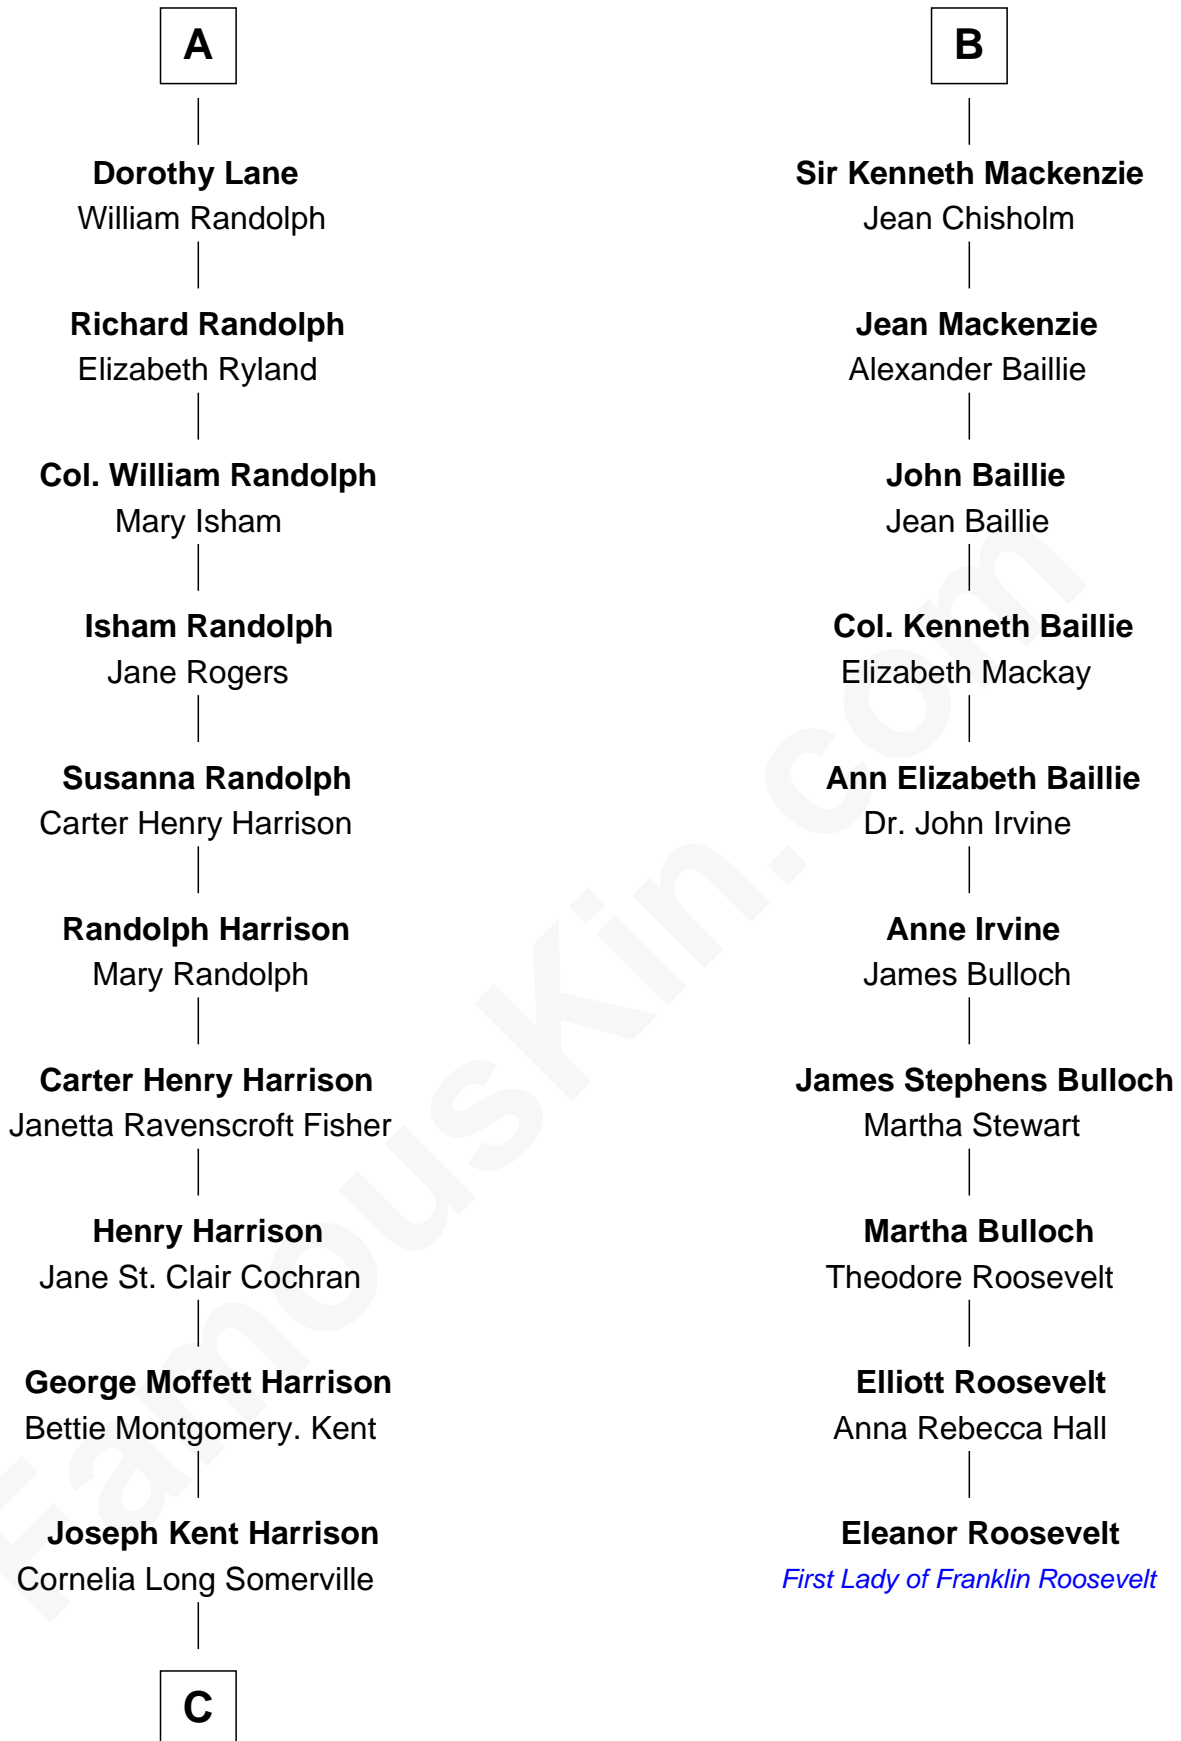 A
Dorothy Lane
William Randolph
Richard Randolph
Elizabeth Ryland
Col. William Randolph
Mary Isham
Isham Randolph
Jane Rogers
Susanna Randolph
Carter Henry Harrison
Randolph Harrison
Mary Randolph
Carter Henry Harrison
Janetta Ravenscroft Fisher
Henry Harrison
Jane St. Clair Cochran
George Moffett Harrison
Bettie Montgomery. Kent
Joseph Kent Harrison
Cornelia Long Somerville
C
B
Sir Kenneth Mackenzie
Jean Chisholm
Jean Mackenzie
Alexander Baillie
John Baillie
Jean Baillie
Col. Kenneth Baillie
Elizabeth Mackay
Ann Elizabeth Baillie
Dr. John Irvine
Anne Irvine
James Bulloch
James Stephens Bulloch
Martha Stewart
Martha Bulloch
Theodore Roosevelt
Elliott Roosevelt
Anna Rebecca Hall
Eleanor Roosevelt
First Lady of Franklin Roosevelt
FamousKin.com